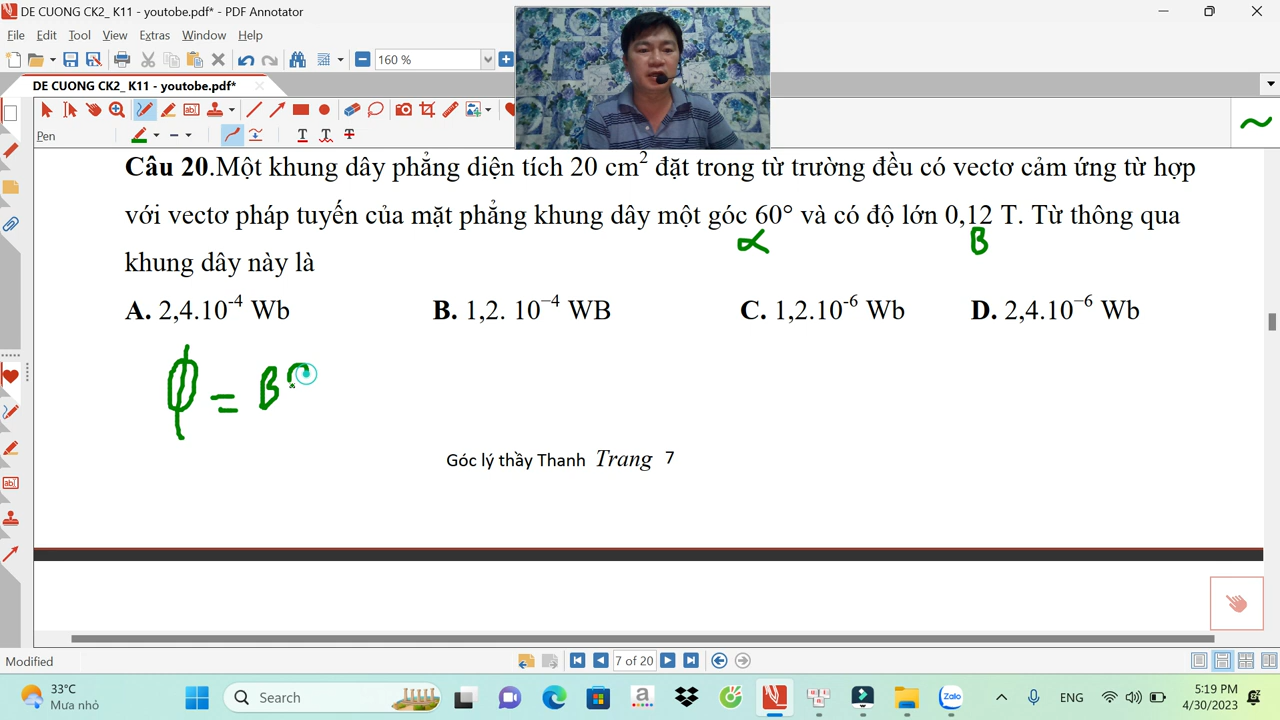 DE CUONG CK2_ K11 - youtobe.pdf* - PDF Annotator
File Edit Tool View Extras Window Help
160 %
DE CUONG CK2_ K11 - youtobe.pdf*
Pen
Câu 20.Một khung dây phẳng diện tích 20 cm² đặt trong từ trường đều có vectơ cảm ứng từ hợp
với vectơ pháp tuyến của mặt phẳng khung dây một góc 60° và có độ lớn 0,12 T. Từ thông qua
α B
khung dây này là
A. 2,4.10⁻⁴ Wb B. 1,2. 10⁻⁴ WB C. 1,2.10⁻⁶ Wb D. 2,4.10⁻⁶ Wb
ϕ = B
Góc lý thầy Thanh Trang 7
7 of 20
Modified
33°C
Mưa nhỏ
Search
Zalo
ENG
5:19 PM
4/30/2023